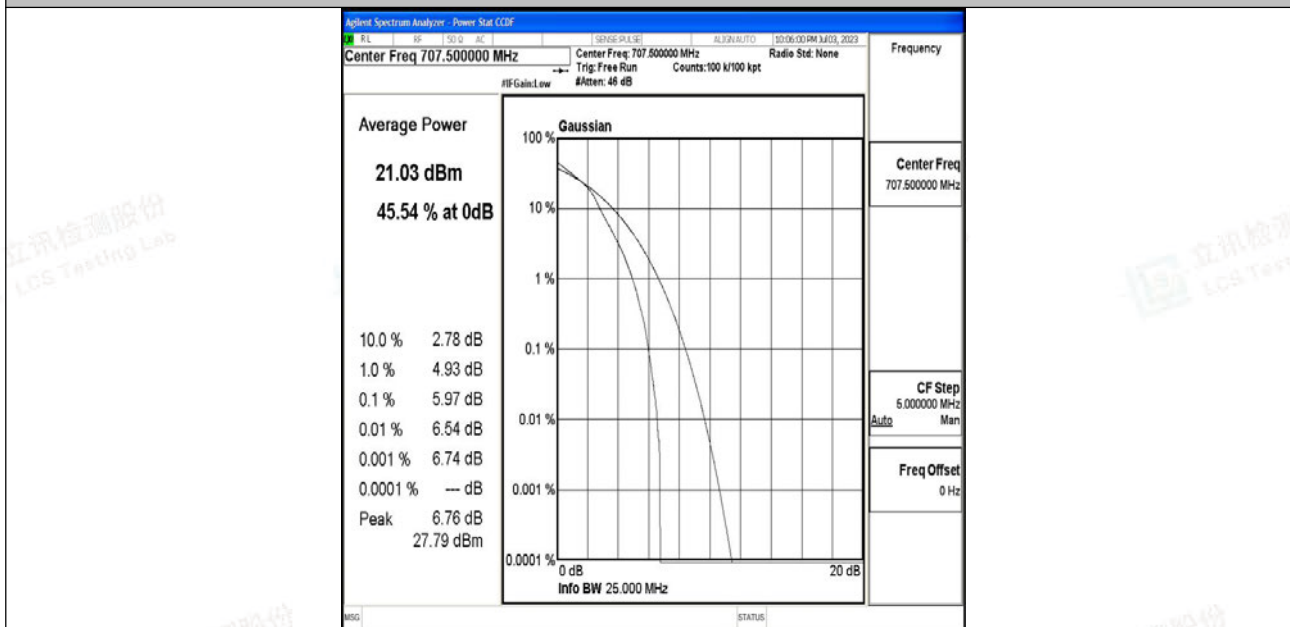 Agilent Spectrum Analyzer - Power Stat CCDF
RL RF 50 Ω AC SENSE:PULSE ALIGNAUTO 10:06:00 PM Jul 03, 2023
Center Freq 707.500000 MHz
Center Freq: 707.500000 MHz
Radio Std: None
Trig: Free Run Counts:100 k/100 kpt
#IFGain:Low
#Atten: 46 dB
Frequency
Average Power
21.03 dBm
45.54 % at 0dB
10.0 % 2.78 dB
1.0 % 4.93 dB
0.1 % 5.97 dB
0.01 % 6.54 dB
0.001 % 6.74 dB
0.0001 % --- dB
Peak 6.76 dB
27.79 dBm
Gaussian
100 %
10 %
1 %
0.1 %
0.01 %
0.001 %
0.0001 %
0 dB 20 dB
Info BW 25.000 MHz
Center Freq
707.500000 MHz
CF Step
5.000000 MHz
Auto Man
Freq Offset
0 Hz
MSG STATUS
立讯检测股份
LCS Testing Lab
立讯检测
LCS Test